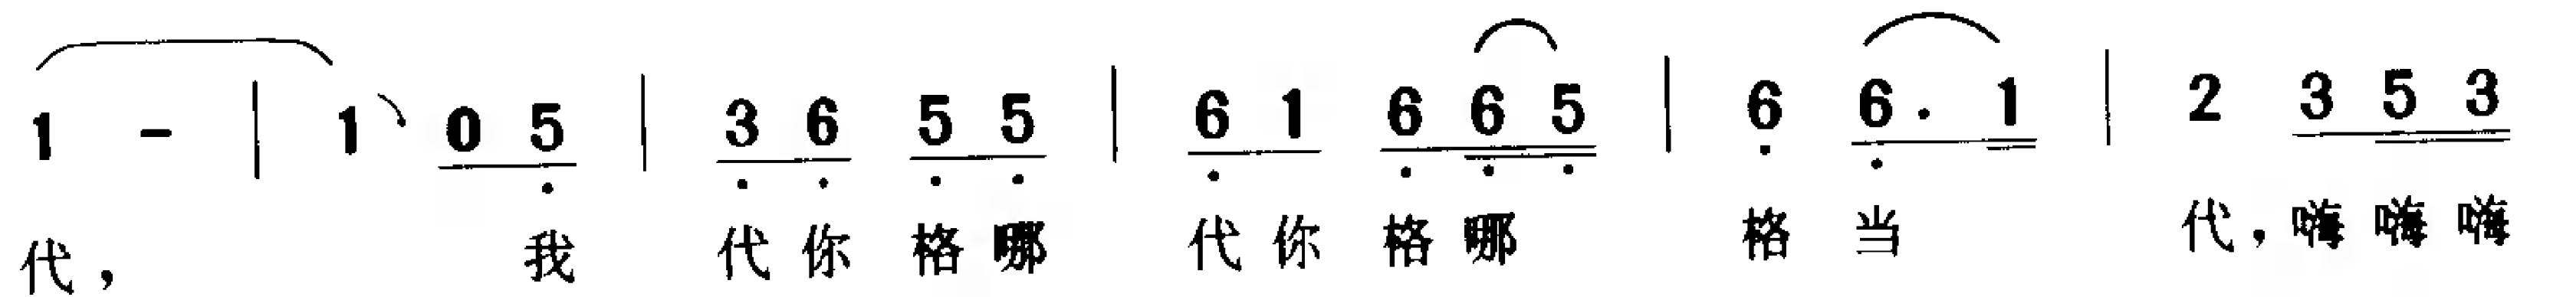 1 - | 1 0 5 | 3 6 5 5 | 6 1 6 6 5 | 6 6 · 1 | 2 3 5 3
代， 我 代 你 格 哪 代 你 格 哪 格 当 代，嗨 嗨 嗨